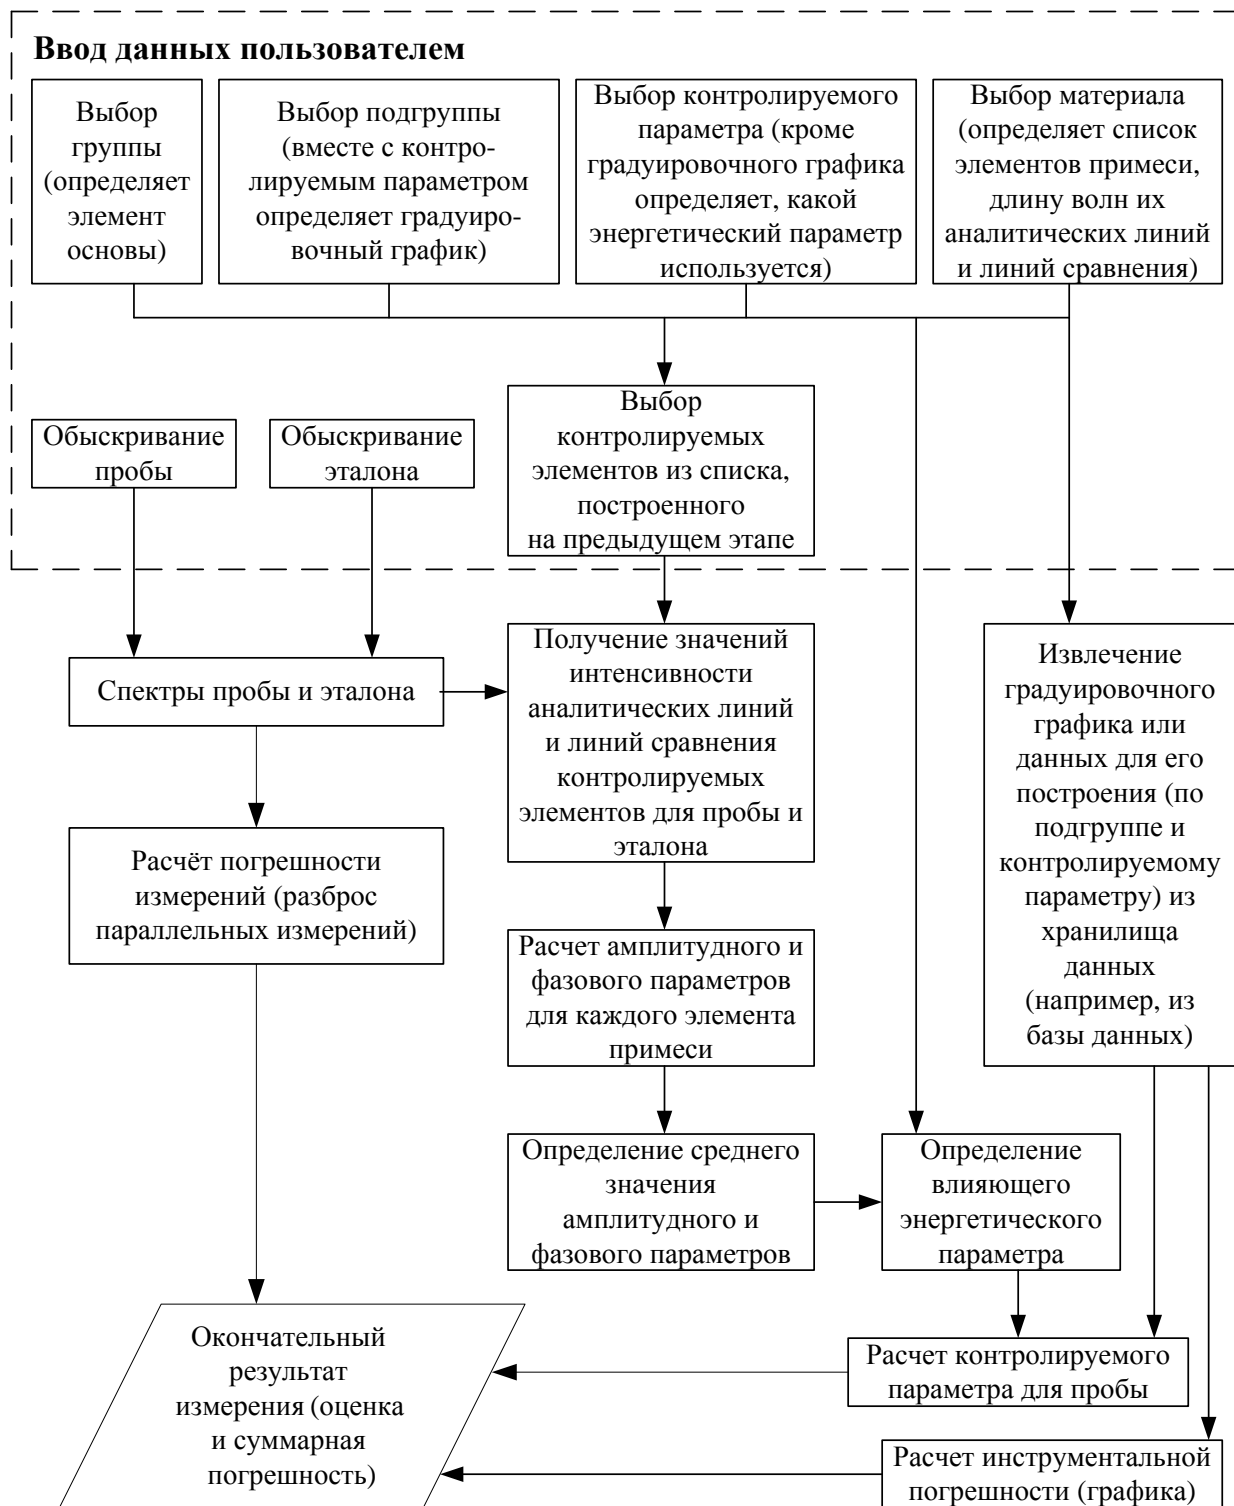 Ввод данных пользователем
Выбор
группы
(определяет
элемент
основы)
Выбор подгруппы
(вместе с контро-
лируемым параметром
определяет градуиро-
вочный график)
Выбор контролируемого
параметра (кроме
градуировочного графика
определяет, какой
энергетический параметр
используется)
Выбор материала
(определяет список
элементов примеси,
длину волн их
аналитических линий
и линий сравнения)
Обыскривание
пробы
Обыскривание
эталона
Выбор
контролируемых
элементов из списка,
построенного
на предыдущем этапе
Спектры пробы и эталона
Получение значений
интенсивности
аналитических линий
и линий сравнения
контролируемых
элементов для пробы и
эталона
Извлечение
градуировочного
графика или
данных для его
построения (по
подгруппе и
контролируемому
параметру) из
хранилища
данных
(например, из
базы данных)
Расчёт погрешности
измерений (разброс
параллельных измерений)
Расчет амплитудного и
фазового параметров
для каждого элемента
примеси
Определение среднего
значения
амплитудного и
фазового параметров
Определение
влияющего
энергетического
параметра
Окончательный
результат
измерения (оценка
и суммарная
погрешность)
Расчет контролируемого
параметра для пробы
Расчет инструментальной
погрешности (графика)